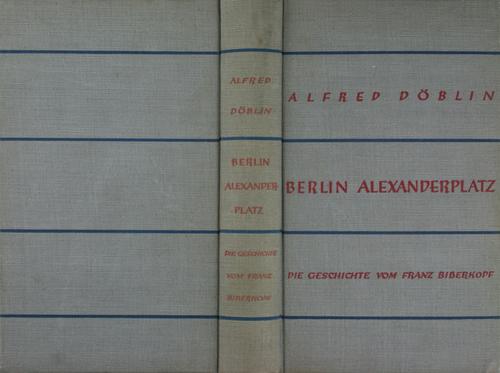 ALFRED
DÖBLIN
BERLIN
ALEXANDER-
PLATZ
DIE GESCHICHTE
VOM FRANZ
BIBERKOPF
ALFRED DÖBLIN
BERLIN ALEXANDERPLATZ
DIE GESCHICHTE VOM FRANZ BIBERKOPF